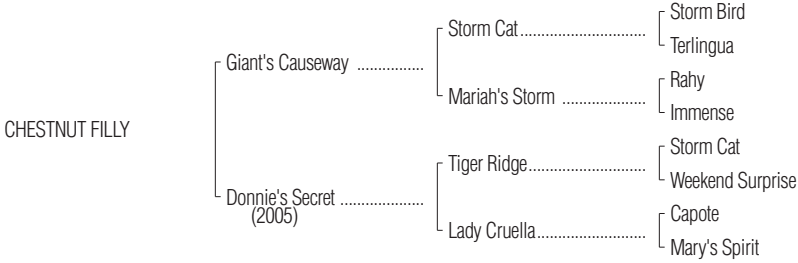 Storm Bird
Storm Cat..............................
Terlingua
Giant's Causeway ................
Rahy
Mariah's Storm ....................
Immense
CHESTNUT FILLY
Storm Cat
Tiger Ridge............................
Weekend Surprise
Donnie's Secret ....................
(2005)
Capote
Lady Cruella..........................
Mary's Spirit